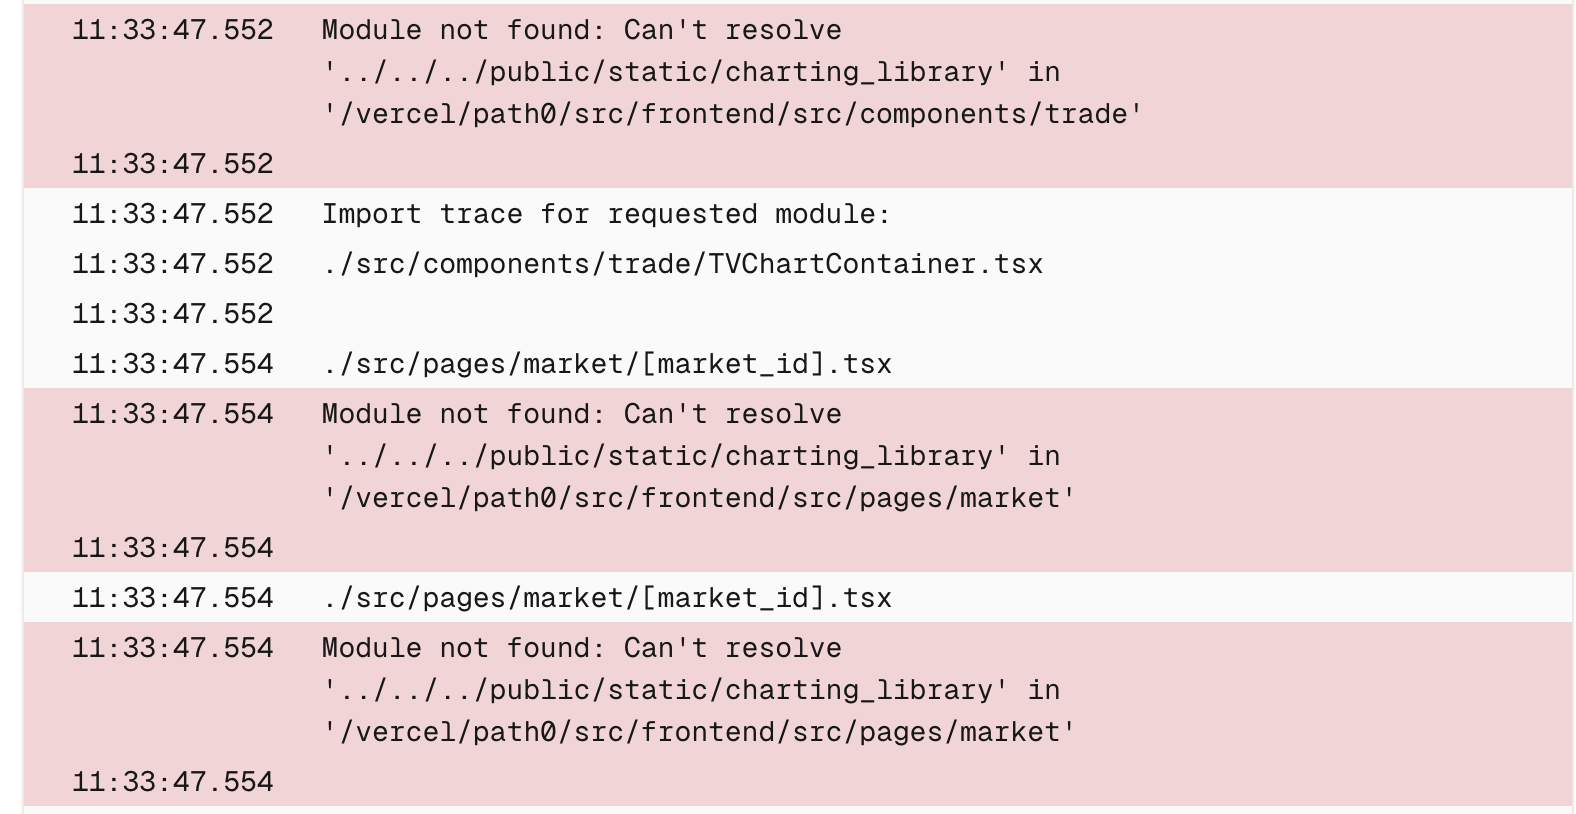 11:33:47.552 Module not found: Can't resolve
'../../../public/static/charting_library' in
'/vercel/path0/src/frontend/src/components/trade'
11:33:47.552
11:33:47.552 Import trace for requested module:
11:33:47.552 ./src/components/trade/TVChartContainer.tsx
11:33:47.552
11:33:47.554 ./src/pages/market/[market_id].tsx
11:33:47.554 Module not found: Can't resolve
'../../../public/static/charting_library' in
'/vercel/path0/src/frontend/src/pages/market'
11:33:47.554
11:33:47.554 ./src/pages/market/[market_id].tsx
11:33:47.554 Module not found: Can't resolve
'../../../public/static/charting_library' in
'/vercel/path0/src/frontend/src/pages/market'
11:33:47.554